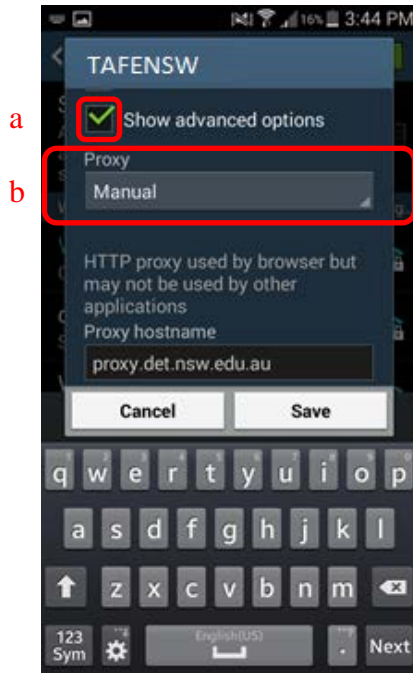 16% 3:44 PM
TAFENSW
a
Show advanced options
Proxy
b
Manual
HTTP proxy used by browser but
may not be used by other
applications
Proxy hostname
proxy.det.nsw.edu.au
Cancel Save
q w e r t y u i o p
a s d f g h j k l
z x c v b n m
123
Sym English(US) . Next